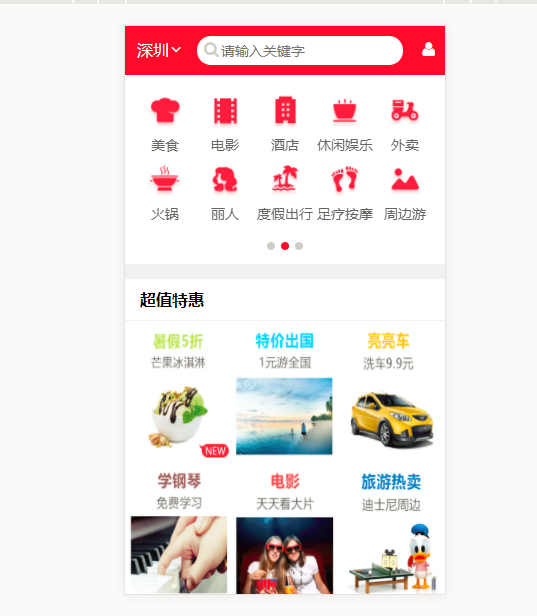 深圳 请输入关键字
美食 电影 酒店 休闲娱乐 外卖
火锅 丽人 度假出行 足疗按摩 周边游
超值特惠
暑假5折 特价出国 亮亮车
芒果冰淇淋 1元游全国 洗车9.9元
NEW
学钢琴 电影 旅游热卖
免费学习 天天看大片 迪士尼周边